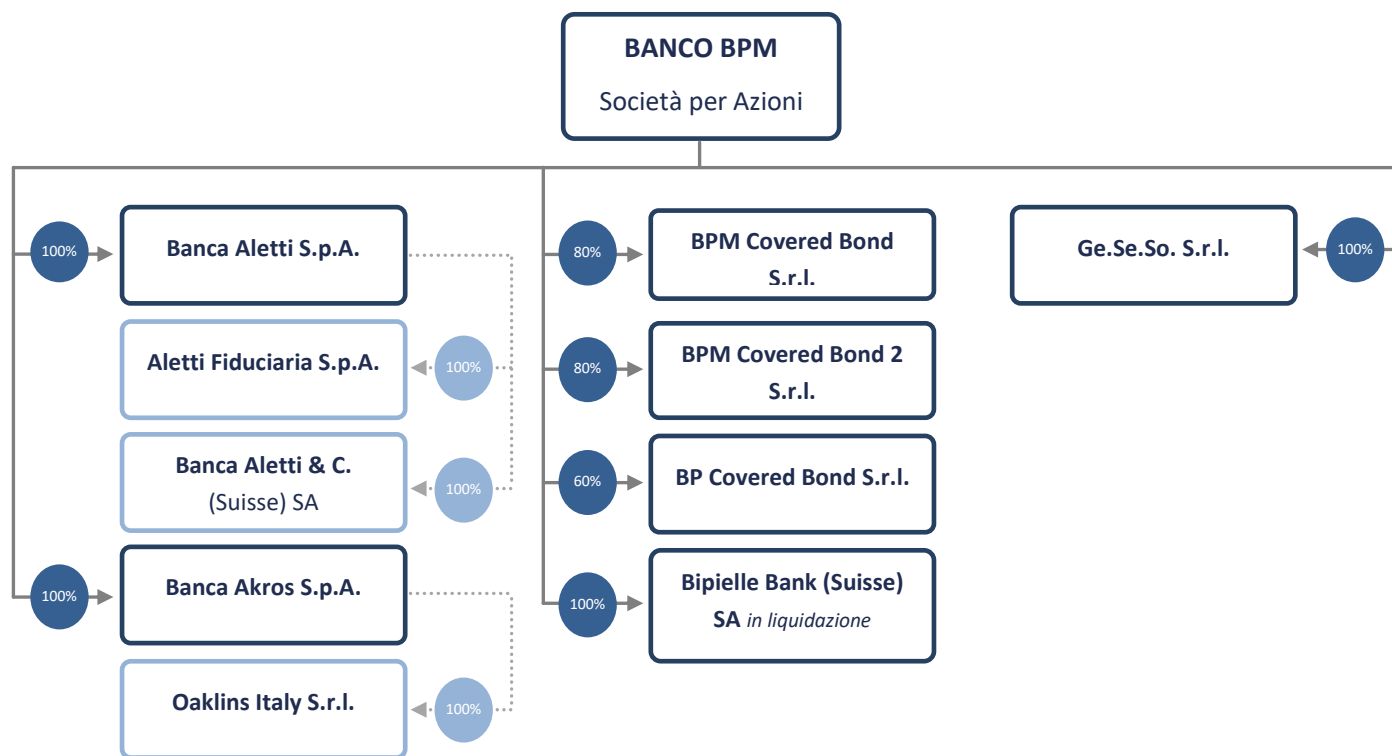 BANCO BPM
Società per Azioni
100%
Banca Aletti S.p.A.
80%
BPM Covered Bond
S.r.l.
Ge.Se.So. S.r.l.
100%
Aletti Fiduciaria S.p.A.
100%
80%
BPM Covered Bond 2
S.r.l.
Banca Aletti & C.
(Suisse) SA
100%
60%
BP Covered Bond S.r.l.
100%
Banca Akros S.p.A.
100%
Bipielle Bank (Suisse)
SA in liquidazione
Oaklins Italy S.r.l.
100%